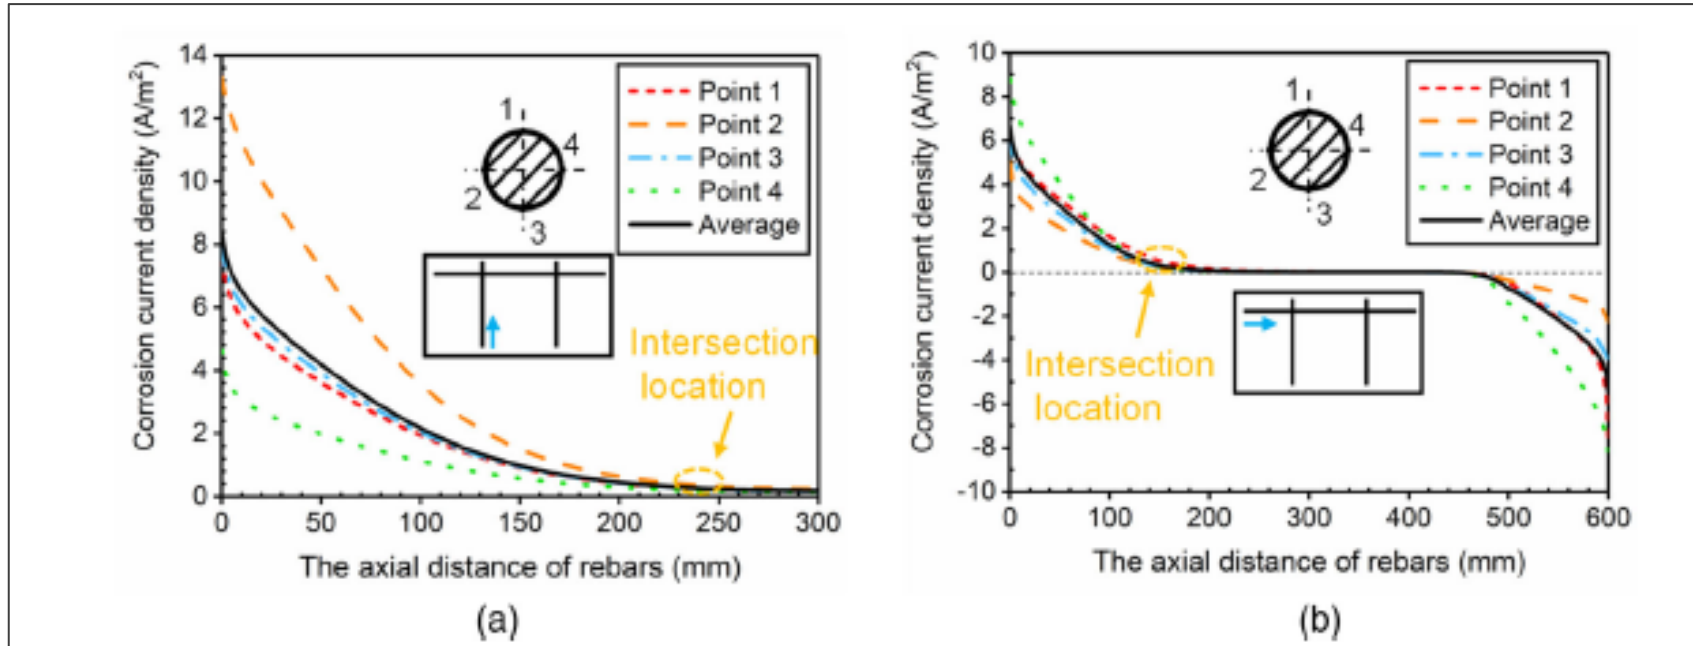 Corrosion current density (A/m²)
14
12
10
8
6
4
2
0
0 50 100 150 200 250 300
The axial distance of rebars (mm)
Point 1
Point 2
Point 3
Point 4
Average
1
4
2
3
Intersection
location
(a)
Corrosion current density (A/m²)
10
8
6
4
2
0
-2
-4
-6
-8
-10
0 100 200 300 400 500 600
The axial distance of rebars (mm)
Point 1
Point 2
Point 3
Point 4
Average
1
4
2
3
Intersection
location
(b)